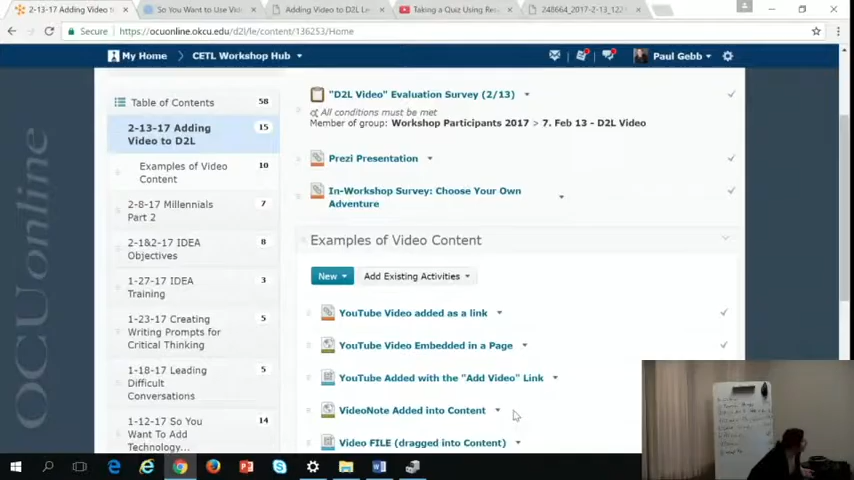 2-13-17 Adding Video to
So You Want to Use Vide
Adding Video to D2L Le
Taking a Quiz Using Res
248664_2017-2-13_122
Secure
https://ocuonline.okcu.edu/d2l/le/content/136253/Home
My Home
CETL Workshop Hub
Paul Gebb
OCUonline
Table of Contents
58
2-13-17 Adding
Video to D2L
15
Examples of Video
Content
10
2-8-17 Millennials
Part 2
7
2-1&2-17 IDEA
Objectives
8
1-27-17 IDEA
Training
3
1-23-17 Creating
Writing Prompts for
Critical Thinking
5
1-18-17 Leading
Difficult
Conversations
5
1-12-17 So You
Want To Add
Technology...
14
"D2L Video" Evaluation Survey (2/13)
All conditions must be met
Member of group: Workshop Participants 2017 > 7. Feb 13 - D2L Video
Prezi Presentation
In-Workshop Survey: Choose Your Own
Adventure
Examples of Video Content
New
Add Existing Activities
YouTube Video added as a link
YouTube Video Embedded in a Page
YouTube Added with the "Add Video" Link
VideoNote Added into Content
Video FILE (dragged into Content)